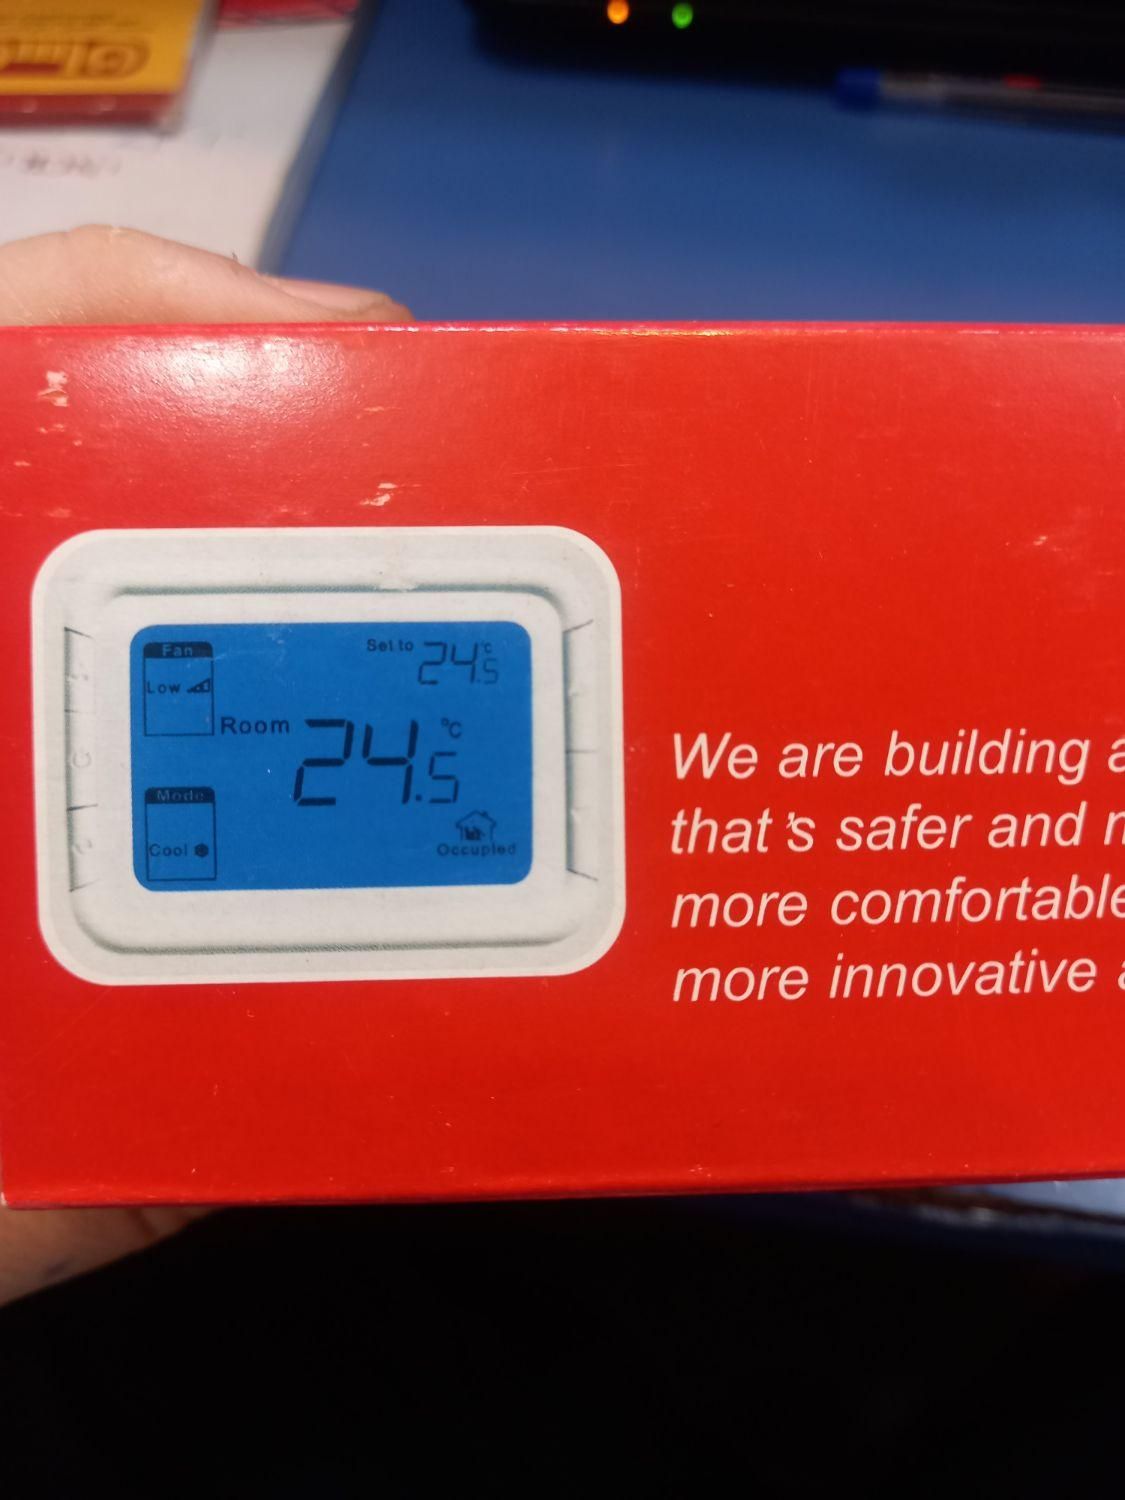 Fan
Set to 24.5 °C
Low
Room 24.5 °C
Mode
Cool
Occupied
We are building a
that's safer and
more comfortable
more innovative